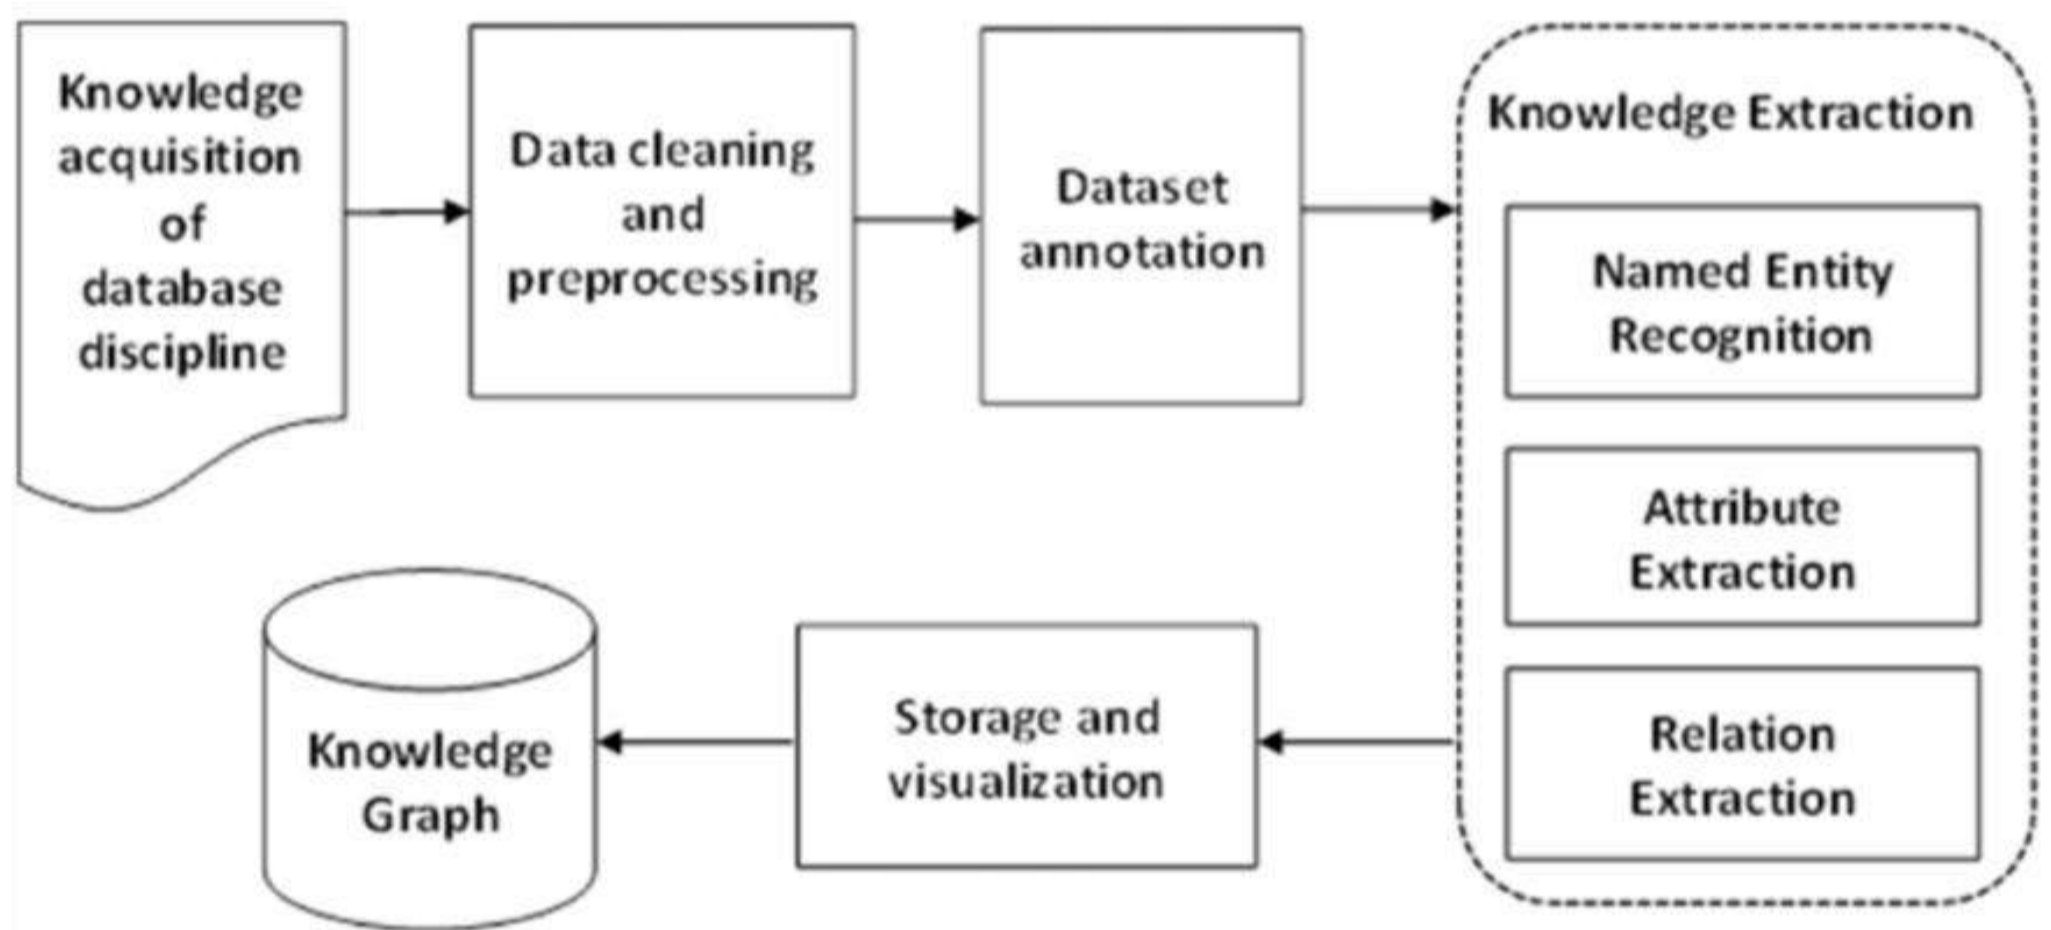 Knowledge
acquisition
of
database
discipline
Data cleaning
and
preprocessing
Dataset
annotation
Knowledge Extraction
Named Entity
Recognition
Attribute
Extraction
Relation
Extraction
Storage and
visualization
Knowledge
Graph